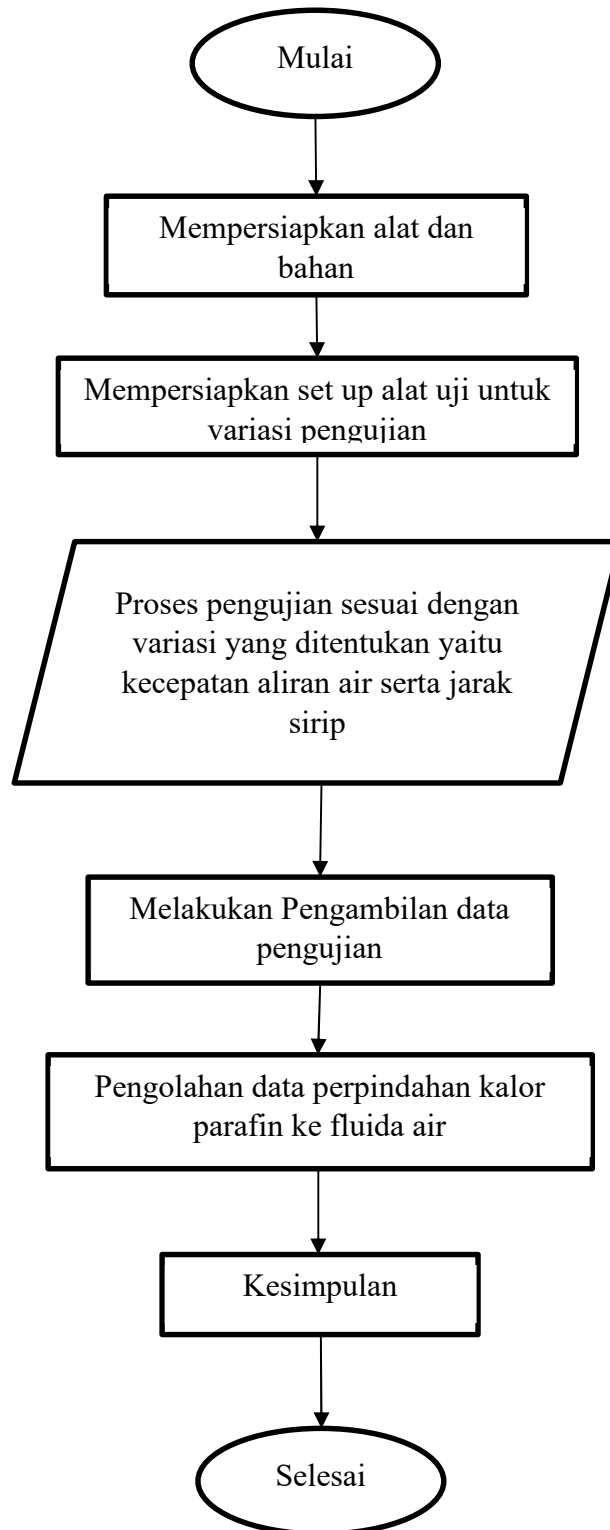 Mulai
Mempersiapkan alat dan
bahan
Mempersiapkan set up alat uji untuk
variasi pengujian
Proses pengujian sesuai dengan
variasi yang ditentukan yaitu
kecepatan aliran air serta jarak
sirip
Melakukan Pengambilan data
pengujian
Pengolahan data perpindahan kalor
parafin ke fluida air
Kesimpulan
Selesai